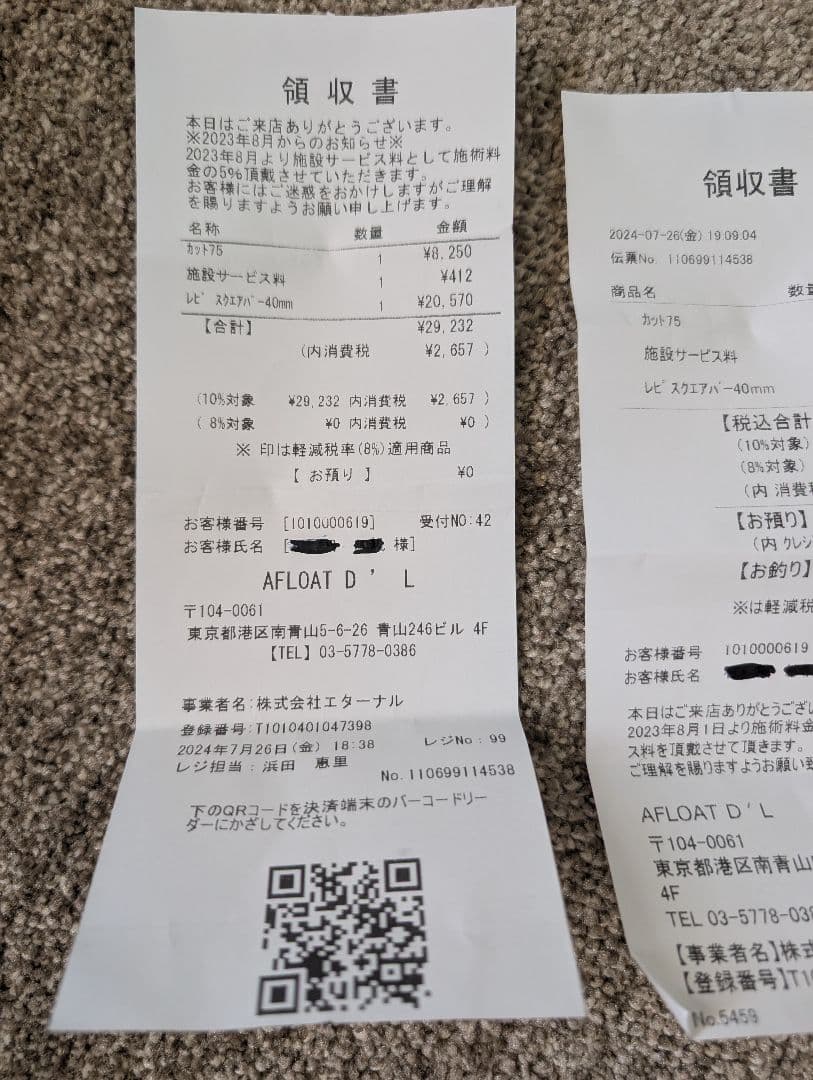 領収書
本日はご来店ありがとうございます。
※2023年8月からのお知らせ※
2023年8月より施設サービス料として施術料
金の5%頂戴させていただきます。
お客様にはご迷惑をおかけしますがご理解
を賜りますようお願い申し上げます。
名称 数量 金額
ｶｯﾄ75 1 ¥8,250
施設サービス料 1 ¥412
ﾚﾋﾟ ｽｸｴｱﾊﾞｰ40mm 1 ¥20,570
【合計】 ¥29,232
(内消費税 ¥2,657 )
(10%対象 ¥29,232 内消費税 ¥2,657 )
( 8%対象 ¥0 内消費税 ¥0 )
※ 印は軽減税率(8%)適用商品
【 お預り 】 ¥0
お客様番号 [1010000619] 受付NO:42
お客様氏名 [ 様]
AFLOAT D ' L
〒104-0061
東京都港区南青山5-6-26 青山246ビル 4F
【TEL】03-5778-0386
事業者名:株式会社エターナル
登録番号:T1010401047398
2024年7月26日(金) 18:38 レジNo : 99
レジ担当 : 浜田 恵里
No.110699114538
下のQRコードを決済端末のバーコードリー
ダーにかざしてください。
領収書
2024-07-26(金) 19:09:04
伝票No. 110699114538
商品名 数量
ｶｯﾄ75
施設サービス料
ﾚﾋﾟ ｽｸｴｱﾊﾞｰ40mm
【税込合計
(10%対象)
(8%対象)
(内 消費税
【お預り】
(内 クレジ
【お釣り】
※は軽減税
お客様番号 1010000619
お客様氏名
本日はご来店ありがとうござい
2023年8月1日より施術料金
ス料を頂戴させて頂きます。
ご理解を賜りますようお願い致
AFLOAT D ' L
〒104-0061
東京都港区南青山
4F
TEL 03-5778-038
【事業者名】株式
【登録番号】T10
No.5459